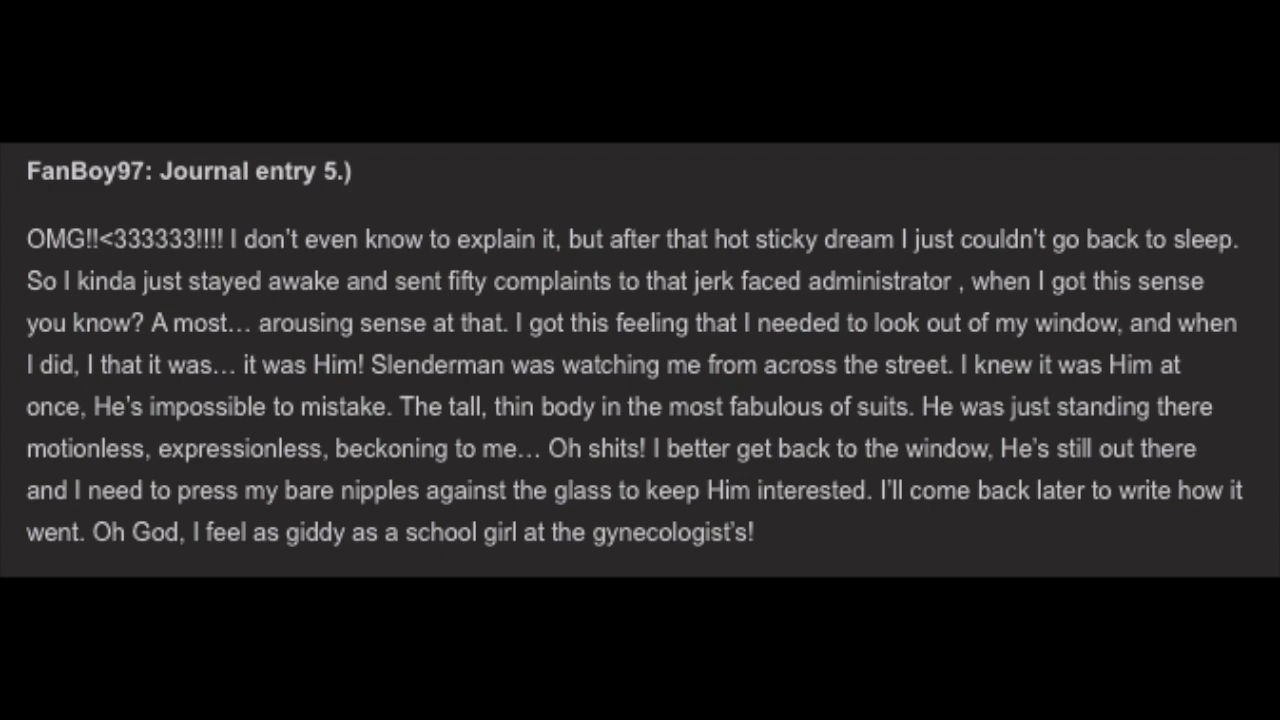 FanBoy97: Journal entry 5.)
OMG!!<333333!!!! I don’t even know to explain it, but after that hot sticky dream I just couldn’t go back to sleep.
So I kinda just stayed awake and sent fifty complaints to that jerk faced administrator , when I got this sense
you know? A most… arousing sense at that. I got this feeling that I needed to look out of my window, and when
I did, I that it was… it was Him! Slenderman was watching me from across the street. I knew it was Him at
once, He’s impossible to mistake. The tall, thin body in the most fabulous of suits. He was just standing there
motionless, expressionless, beckoning to me… Oh shits! I better get back to the window, He’s still out there
and I need to press my bare nipples against the glass to keep Him interested. I’ll come back later to write how it
went. Oh God, I feel as giddy as a school girl at the gynecologist’s!